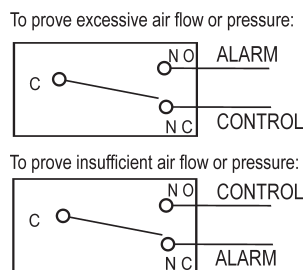 To prove excessive air flow or pressure:
N O ALARM
C
N C CONTROL
To prove insufficient air flow or pressure:
N O CONTROL
C
N C ALARM